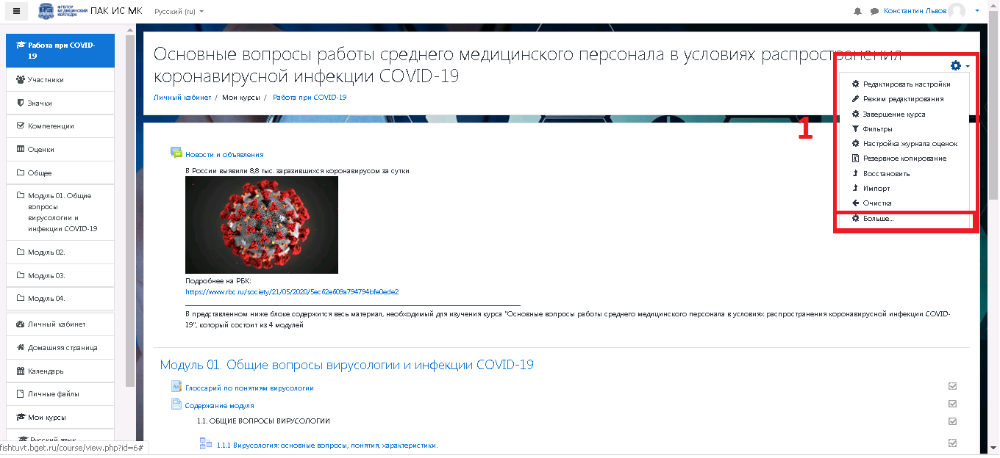 ФГБПОУ
МЕДИЦИНСКИЙ
КОЛЛЕДЖ
ПАК ИС МК
Русский (ru)
Константин Львов
Работа при COVID-
19
Участники
Значки
Компетенции
Оценки
Общее
Модуль 01. Общие
вопросы
вирусологии и
инфекции COVID-19
Модуль 02.
Модуль 03.
Модуль 04.
Личный кабинет
Домашняя страница
Календарь
Личные файлы
Мои курсы
Русский язык
fishtuvt.bget.ru/course/view.php?id=6#
Основные вопросы работы среднего медицинского персонала в условиях распространения
коронавирусной инфекции COVID-19
Личный кабинет / Мои курсы / Работа при COVID-19
1
Редактировать настройки
Режим редактирования
Завершение курса
Фильтры
Настройка журнала оценок
Резервное копирование
Восстановить
Импорт
Очистка
Больше...
Новости и объявления
В России выявили 8,8 тыс. заразившихся коронавирусом за сутки
Подробнее на РБК:
https://www.rbc.ru/society/21/05/2020/5ec62e609a794794bfe0ede2
В представленном ниже блоке содержится весь материал, необходимый для изучения курса "Основные вопросы работы среднего медицинского персонала в условиях распространения коронавирусной инфекции COVID-
19", который состоит из 4 модулей
Модуль 01. Общие вопросы вирусологии и инфекции COVID-19
Глоссарий по понятиям вирусологии
Содержание модуля
1.1. ОБЩИЕ ВОПРОСЫ ВИРУСОЛОГИИ
1.1.1 Вирусология: основные вопросы, понятия, характеристики.